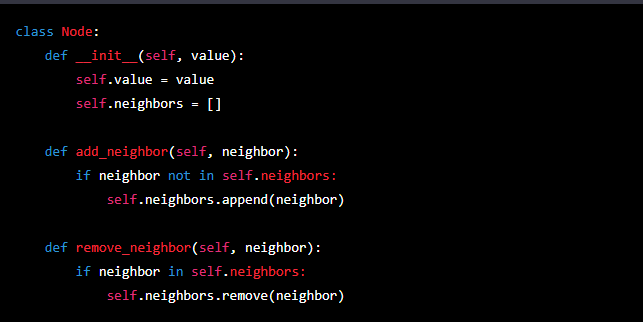 class Node:
    def __init__(self, value):
        self.value = value
        self.neighbors = []

    def add_neighbor(self, neighbor):
        if neighbor not in self.neighbors:
            self.neighbors.append(neighbor)

    def remove_neighbor(self, neighbor):
        if neighbor in self.neighbors:
            self.neighbors.remove(neighbor)